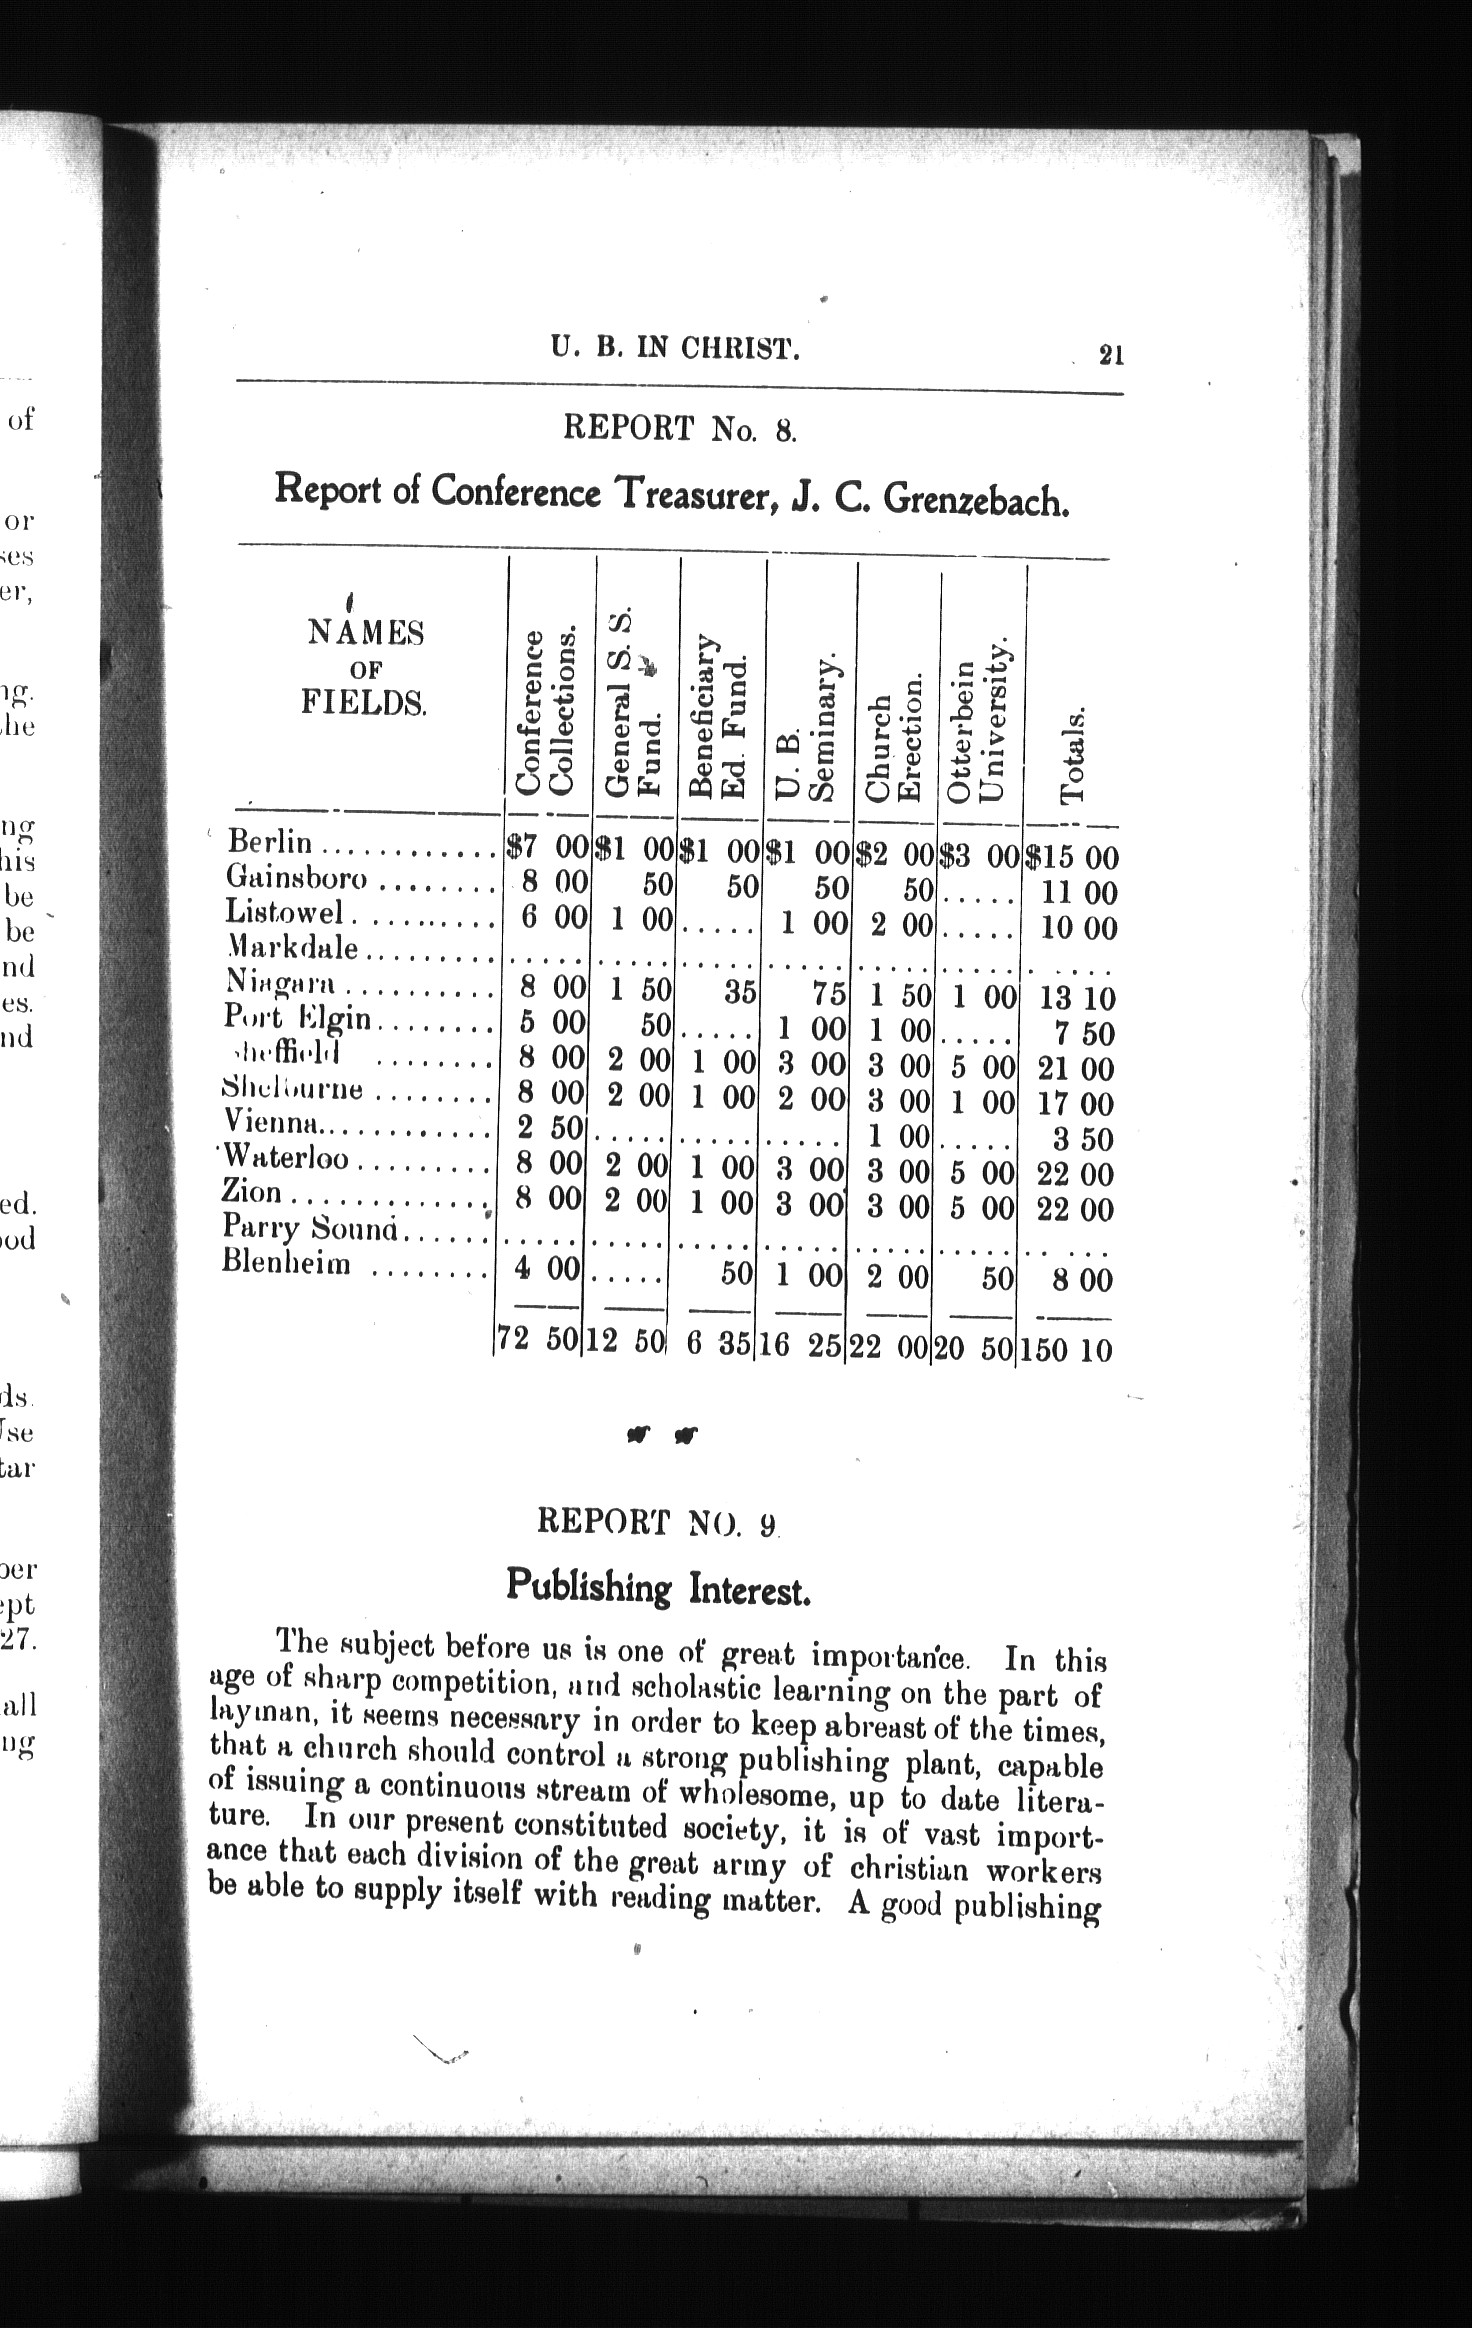 U. B. IN CHRIST. 21
REPORT No. 8.
Report of Conference Treasurer, J. C. Grenzebach.
NAMES
OF
FIELDS.
Conference
Collections.
General S. S.
Fund.
Beneficiary
Ed. Fund.
U. B.
Seminary.
Church
Erection.
Otterbein
University.
Totals.
Berlin ............ $7 00 $1 00 $1 00 $1 00 $2 00 $3 00 $15 00
Gainsboro ........ 8 00 50 50 50 50 ..... 11 00
Listowel. ......... 6 00 1 00 ..... 1 00 2 00 ..... 10 00
Markdale ......... ..... ..... ..... ..... ..... ..... .....
Niagara .......... 8 00 1 50 35 75 1 50 1 00 13 10
Port Elgin........ 5 00 50 ..... 1 00 1 00 ..... 7 50
Sheffield ........ 8 00 2 00 1 00 3 00 3 00 5 00 21 00
Shelburne ........ 8 00 2 00 1 00 2 00 3 00 1 00 17 00
Vienna............ 2 50 ..... ..... ..... 1 00 ..... 3 50
Waterloo ......... 8 00 2 00 1 00 3 00 3 00 5 00 22 00
Zion ............. 8 00 2 00 1 00 3 00 3 00 5 00 22 00
Parry Sound...... ..... ..... ..... ..... ..... ..... .....
Blenheim ........ 4 00 ..... 50 1 00 2 00 50 8 00
72 50 12 50 6 35 16 25 22 00 20 50 150 10
REPORT NO. 9
Publishing Interest.
The subject before us is one of great importance. In this
age of sharp competition, and scholastic learning on the part of
layman, it seems necessary in order to keep abreast of the times,
that a church should control a strong publishing plant, capable
of issuing a continuous stream of wholesome, up to date litera-
ture. In our present constituted society, it is of vast import-
ance that each division of the great army of christian workers
be able to supply itself with reading matter. A good publishing